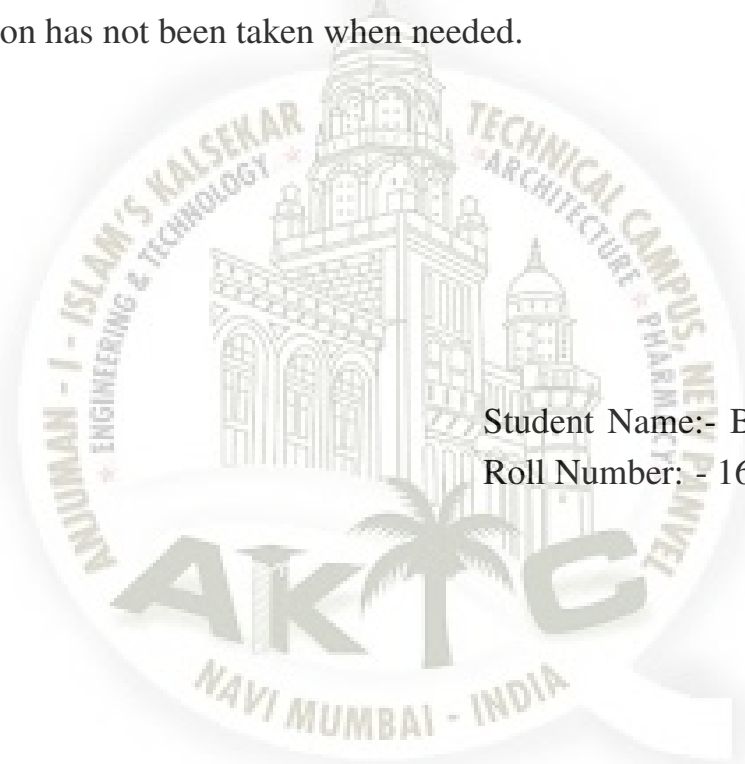 on has not been taken when needed.
ANJUMAN - I - ISLAM'S KALSEKAR TECHNICAL CAMPUS, NEW PANVEL
ENGINEERING & TECHNOLOGY * ARCHITECTURE * PHARMACY
Student Name:- B
Roll Number: - 16
AKTC
NAVI MUMBAI - INDIA